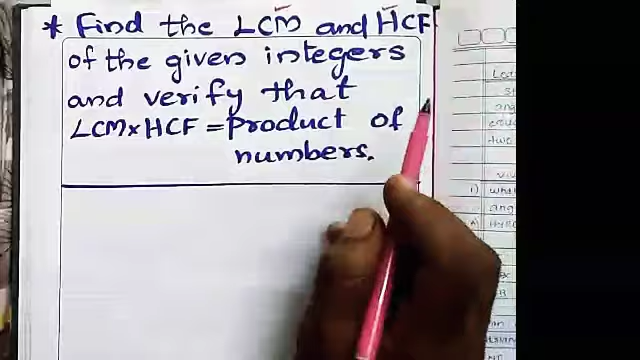 * Find the LCM and HCF
of the given integers
and verify that
LCM×HCF = Product of
numbers.